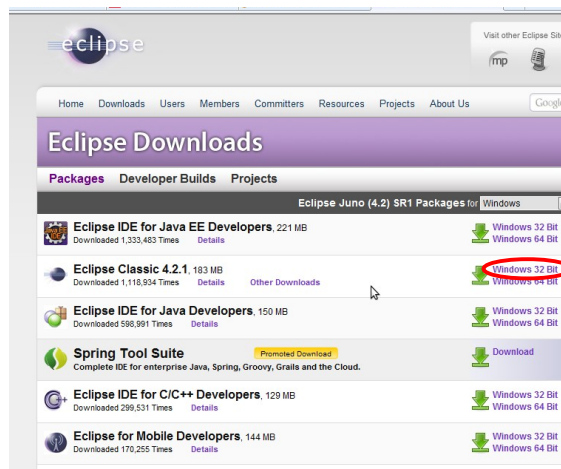 eclipse
Visit other Eclipse Sit
mp
Home Downloads Users Members Committers Resources Projects About Us
Googl
Eclipse Downloads
Packages Developer Builds Projects
Eclipse Juno (4.2) SR1 Packages for Windows
Eclipse IDE for Java EE Developers, 221 MB
Downloaded 1,333,483 Times Details
Windows 32 Bit
Windows 64 Bit
Eclipse Classic 4.2.1, 183 MB
Downloaded 1,118,934 Times Details Other Downloads
Windows 32 Bit
Windows 64 Bit
Eclipse IDE for Java Developers, 150 MB
Downloaded 598,991 Times Details
Windows 32 Bit
Windows 64 Bit
Spring Tool Suite Promoted Download
Complete IDE for enterprise Java, Spring, Groovy, Grails and the Cloud.
Download
Eclipse IDE for C/C++ Developers, 129 MB
Downloaded 299,531 Times Details
Windows 32 Bit
Windows 64 Bit
Eclipse for Mobile Developers, 144 MB
Downloaded 170,255 Times Details
Windows 32 Bit
Windows 64 Bit